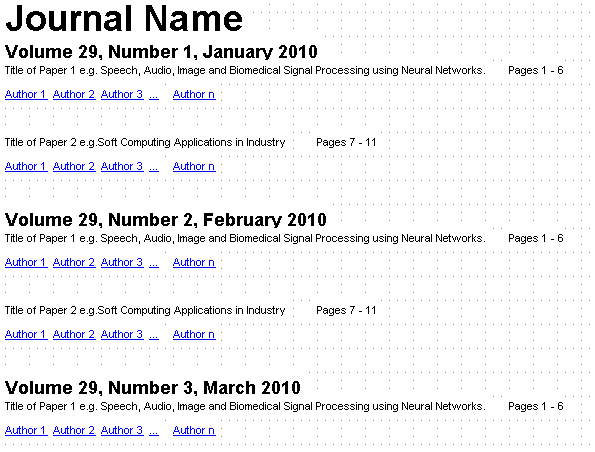 Journal Name
Volume 29, Number 1, January 2010
Title of Paper 1 e.g. Speech, Audio, Image and Biomedical Signal Processing using Neural Networks. Pages 1 - 6
Author 1 Author 2 Author 3 ... Author n
Title of Paper 2 e.g.Soft Computing Applications in Industry Pages 7 - 11
Author 1 Author 2 Author 3 ... Author n
Volume 29, Number 2, February 2010
Title of Paper 1 e.g. Speech, Audio, Image and Biomedical Signal Processing using Neural Networks. Pages 1 - 6
Author 1 Author 2 Author 3 ... Author n
Title of Paper 2 e.g.Soft Computing Applications in Industry Pages 7 - 11
Author 1 Author 2 Author 3 ... Author n
Volume 29, Number 3, March 2010
Title of Paper 1 e.g. Speech, Audio, Image and Biomedical Signal Processing using Neural Networks. Pages 1 - 6
Author 1 Author 2 Author 3 ... Author n